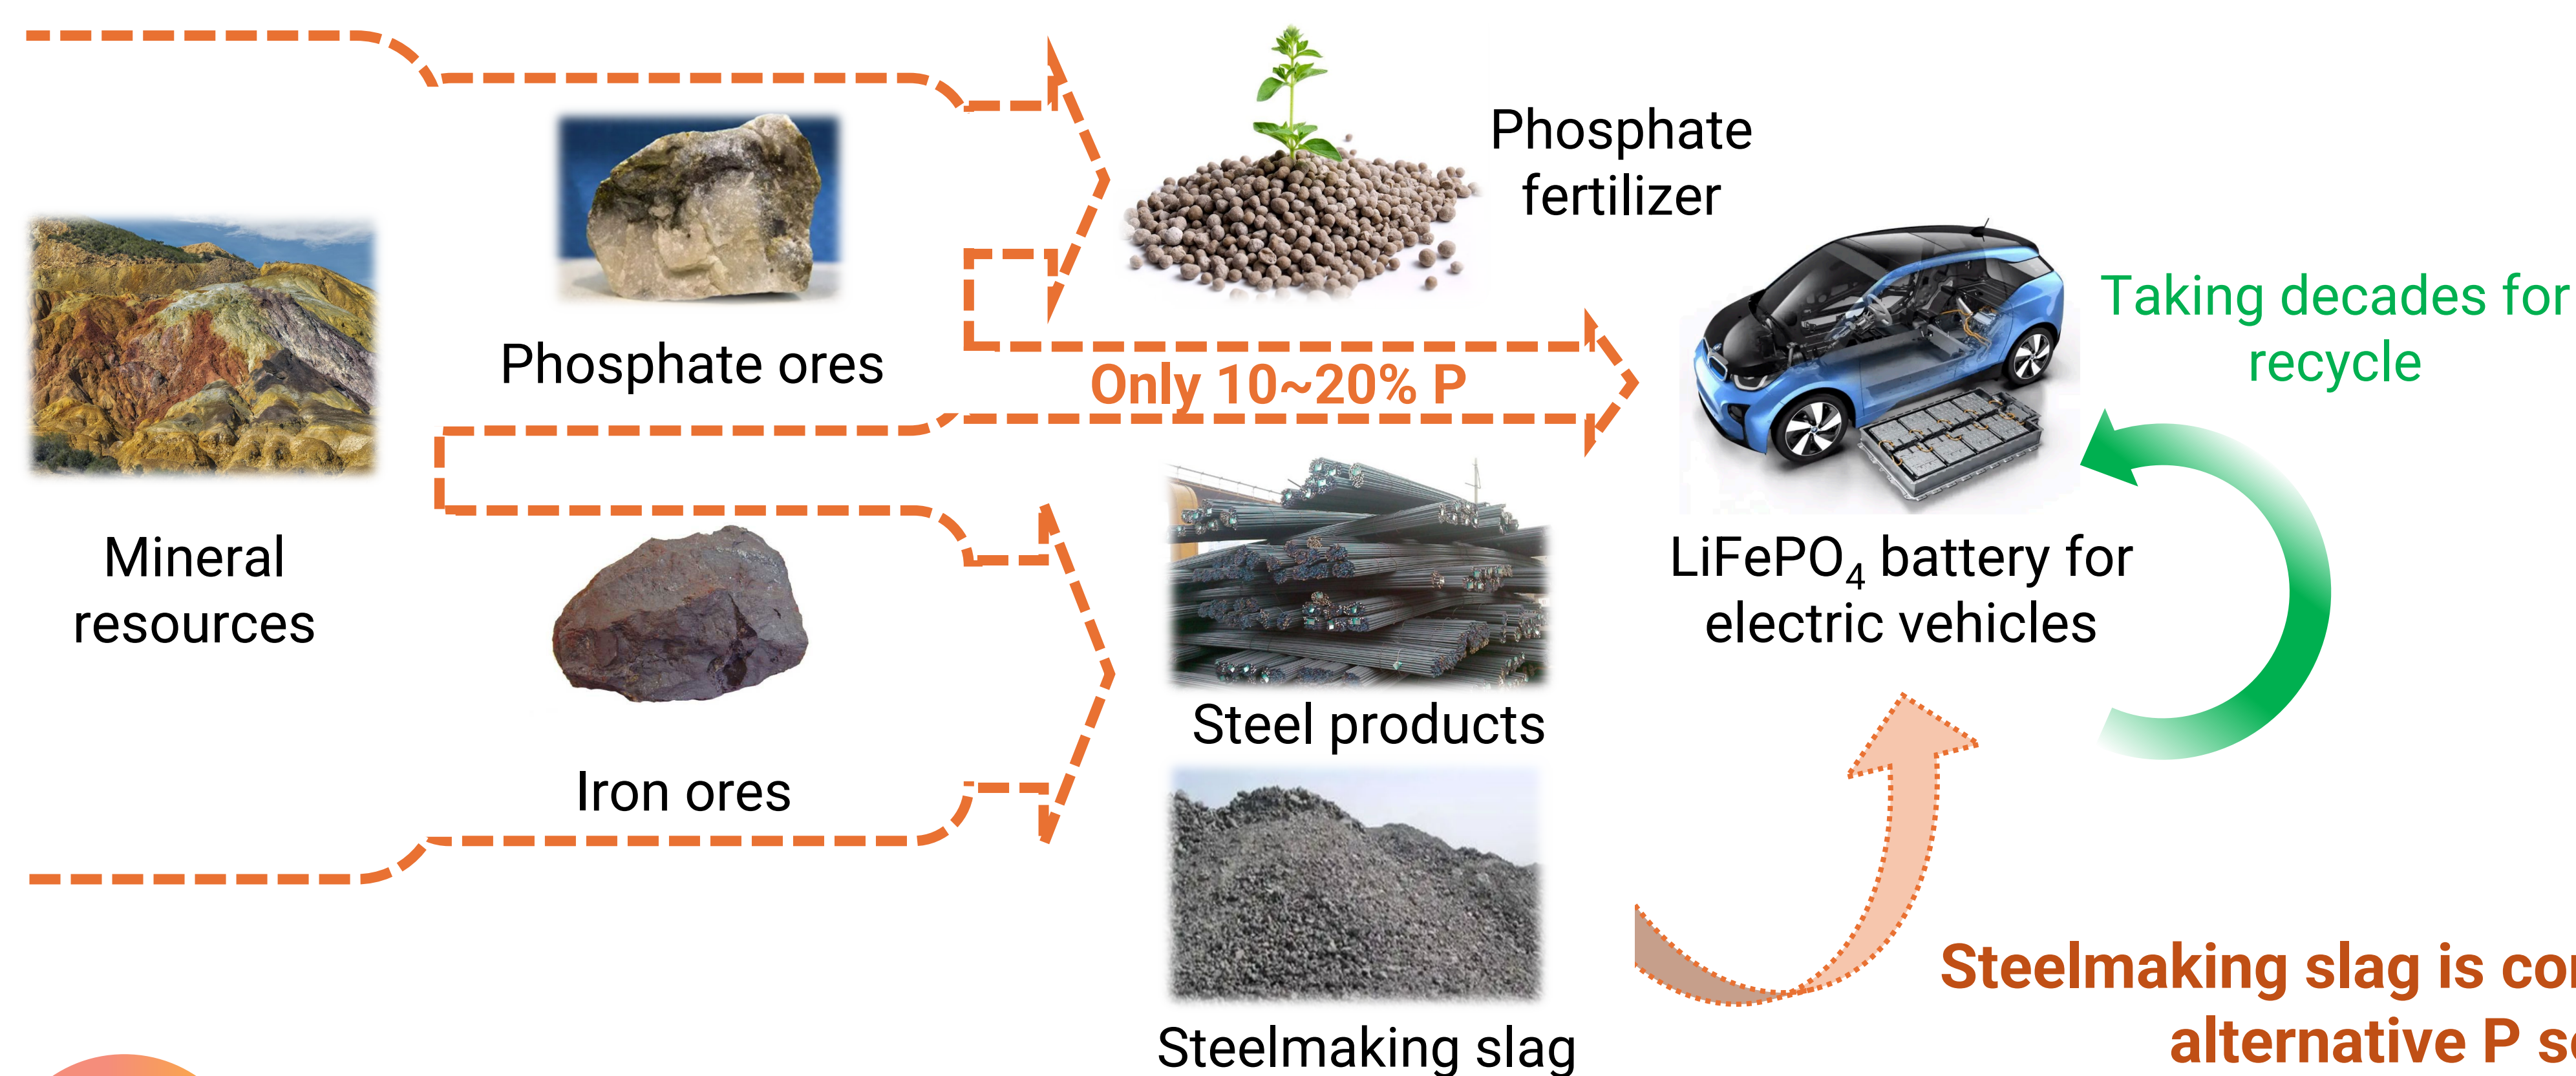 Phosphate
fertilizer
Taking decades for
recycle
Phosphate ores
Only 10~20% P
Mineral
resources
LiFePO₄ battery for
electric vehicles
Steel products
Iron ores
Steelmaking slag is
alternative P
Steelmaking slag